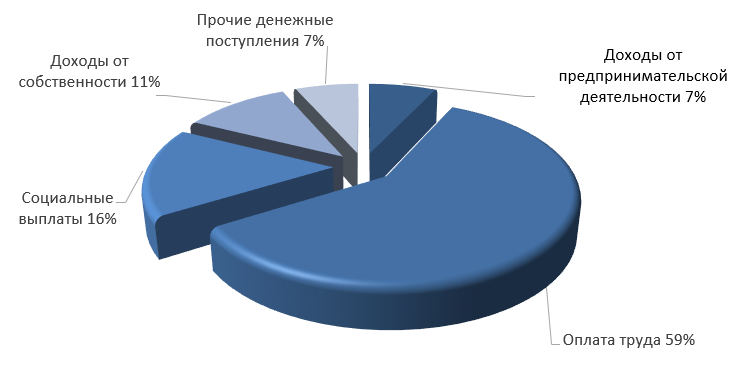 Прочие денежные
поступления 7%
Доходы от
собственности 11%
Доходы от
предпринимательской
деятельности 7%
Социальные
выплаты 16%
Оплата труда 59%